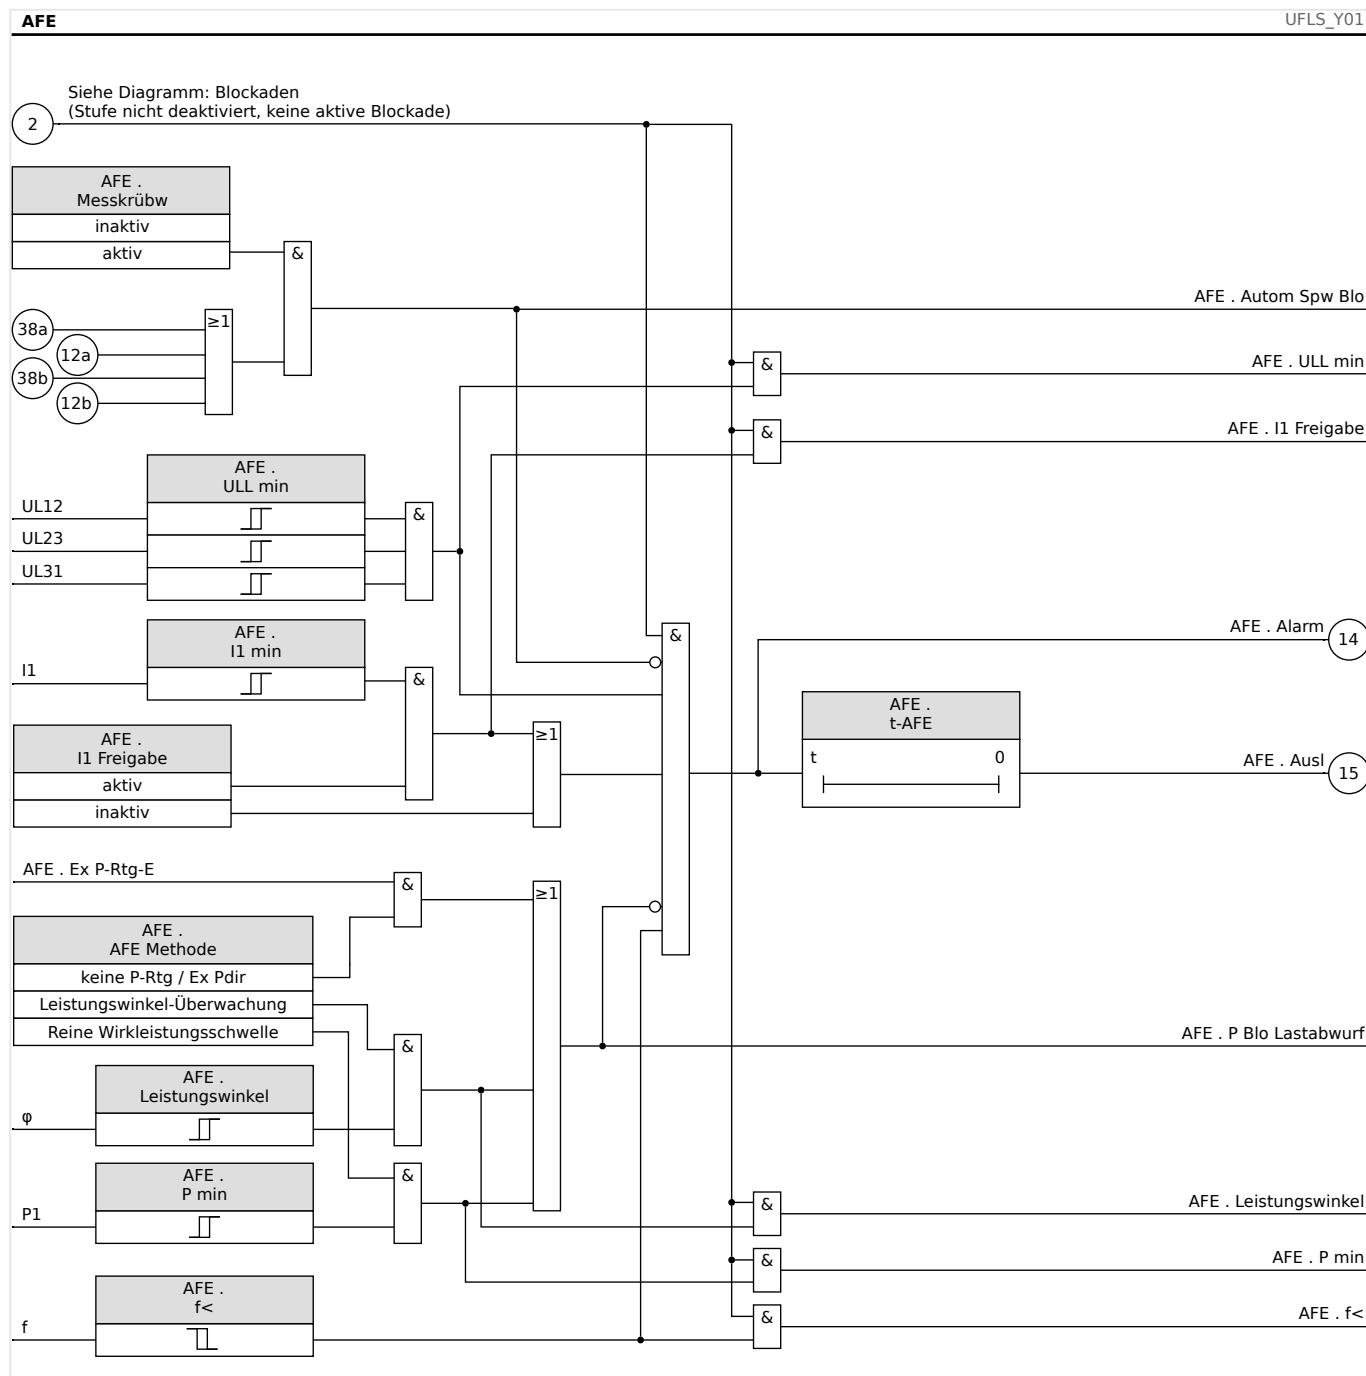 AFE
UFLS_Y01
Siehe Diagramm: Blockaden
(Stufe nicht deaktiviert, keine aktive Blockade)
2
AFE .
Messkrübw
inaktiv
aktiv
&
AFE . Autom Spw Blo
38a
12a
38b
12b
≥1
&
AFE . ULL min
&
AFE . I1 Freigabe
AFE .
ULL min
UL12
UL23
UL31
&
AFE .
I1 min
I1
&
&
AFE . Alarm
14
AFE .
I1 Freigabe
aktiv
inaktiv
≥1
AFE .
t-AFE
t
0
AFE . Ausl
15
AFE . Ex P-Rtg-E
&
≥1
AFE .
AFE Methode
keine P-Rtg / Ex Pdir
Leistungswinkel-Überwachung
Reine Wirkleistungsschwelle
&
AFE . P Blo Lastabwurf
AFE .
Leistungswinkel
φ
AFE .
P min
P1
&
&
AFE . Leistungswinkel
&
AFE . P min
AFE .
f<
f
&
AFE . f<